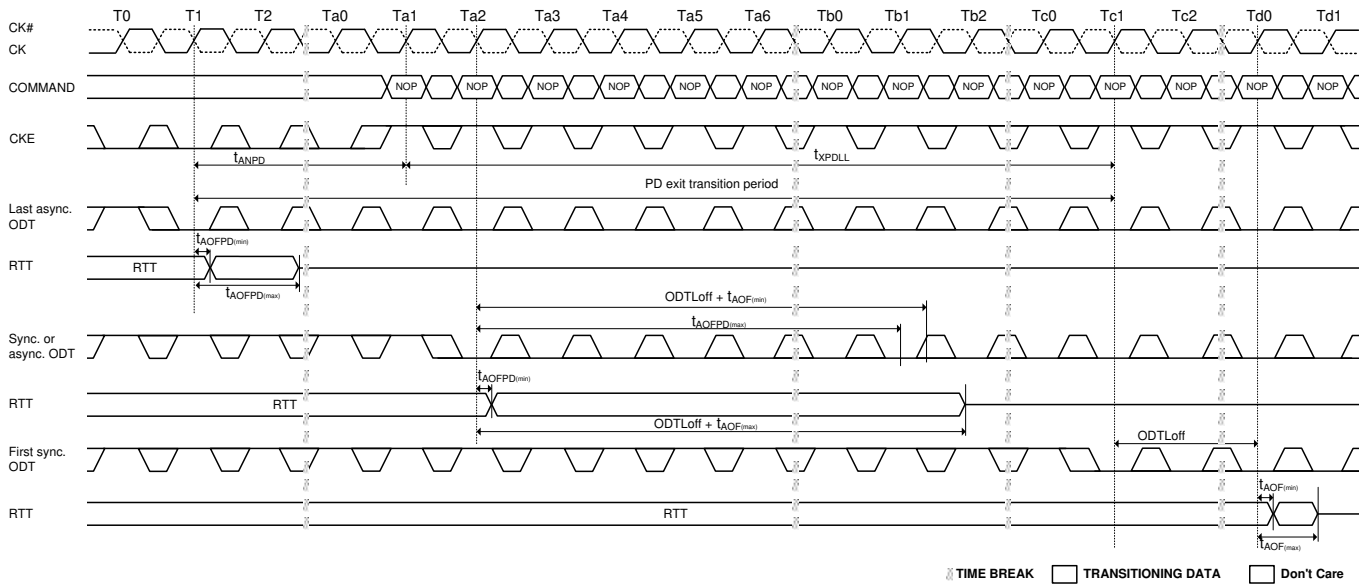 T0 T1 T2 Ta0 Ta1 Ta2 Ta3 Ta4 Ta5 Ta6 Tb0 Tb1 Tb2 Tc0 Tc1 Tc2 Td0 Td1
CK#
CK
COMMAND NOP NOP NOP NOP NOP NOP NOP NOP NOP NOP NOP NOP NOP NOP
CKE
tANPD tXPDLL
PD exit transition period
Last async.
ODT
tAOFPD(min)
RTT RTT
tAOFPD(max)
ODTLoff + tAOF(min)
tAOFPD(max)
Sync. or
async. ODT
tAOFPD(min)
RTT RTT
ODTLoff + tAOF(max)
ODTLoff
First sync.
ODT
tAOF(min)
RTT RTT
tAOF(max)
TIME BREAK TRANSITIONING DATA Don't Care